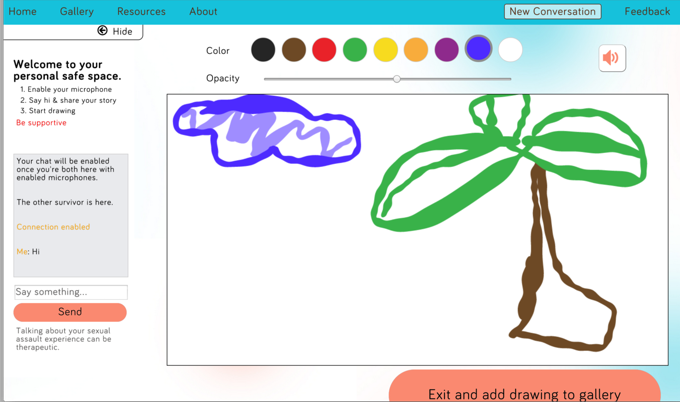 Home Gallery Resources About New Conversation Feedback
Hide
Welcome to your
personal safe space.
1. Enable your microphone
2. Say hi & share your story
3. Start drawing
Be supportive
Your chat will be enabled
once you're both here with
enabled microphones.
The other survivor is here.
Connection enabled
Me: Hi
Say something...
Send
Talking about your sexual
assault experience can be
therapeutic.
Color
Opacity
Exit and add drawing to gallery